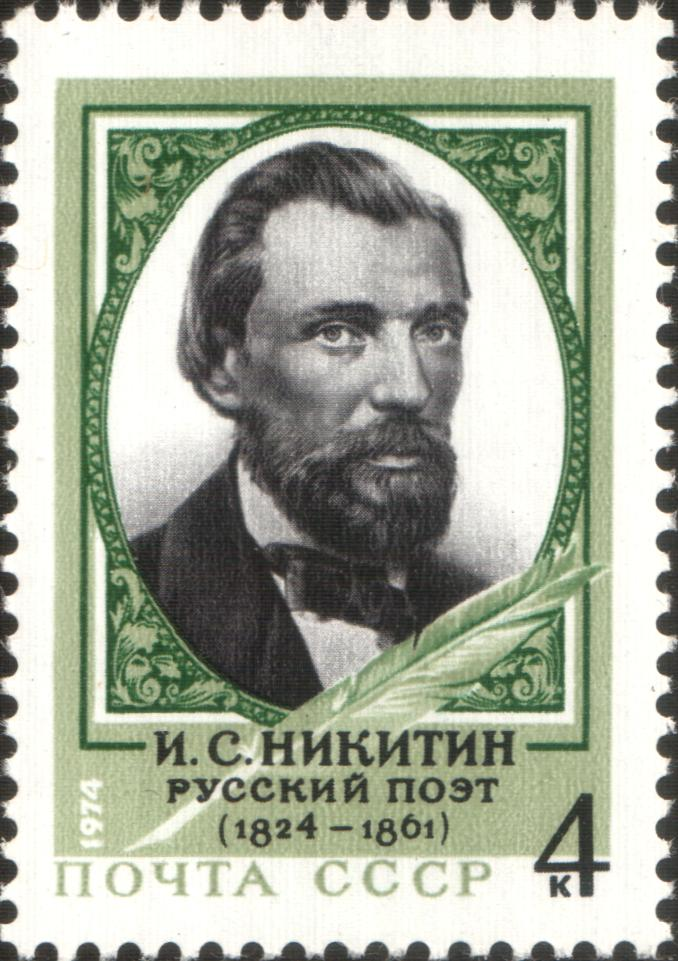 И. С. НИКИТИН
РУССКИЙ ПОЭТ
(1824 – 1861)
1974
4 к
ПОЧТА СССР